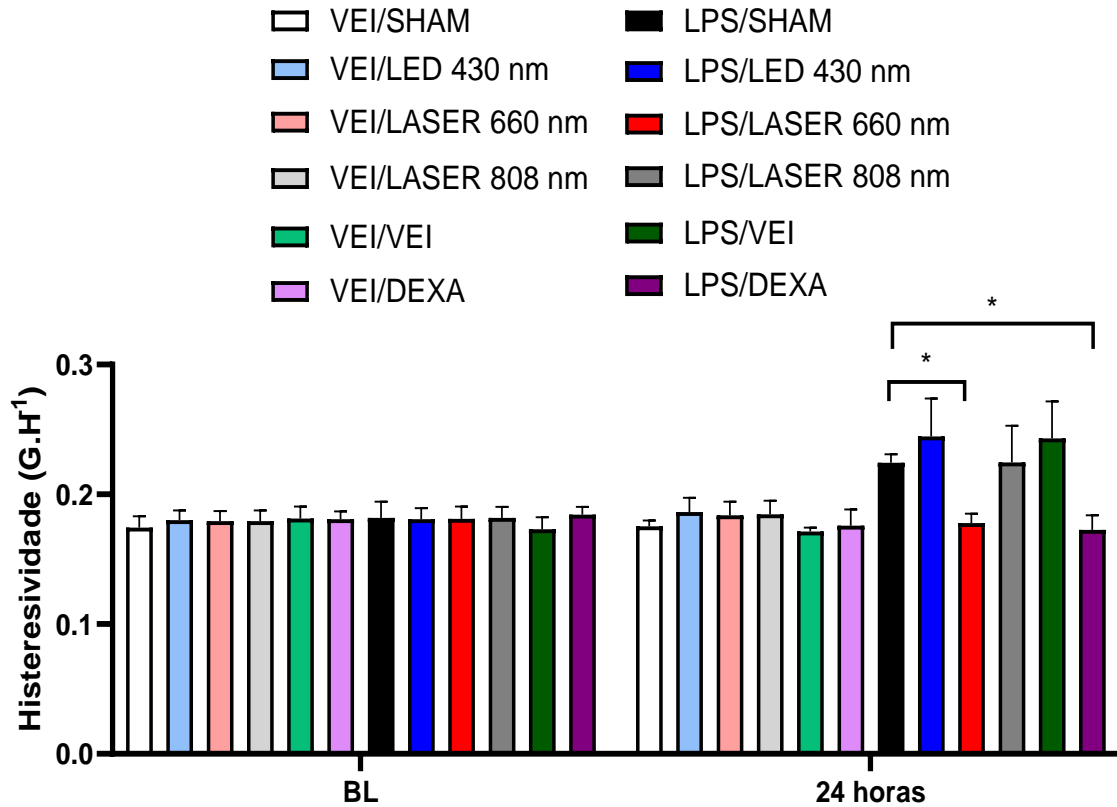 VEI/SHAM
LPS/SHAM
VEI/LED 430 nm
LPS/LED 430 nm
VEI/LASER 660 nm
LPS/LASER 660 nm
VEI/LASER 808 nm
LPS/LASER 808 nm
VEI/VEI
LPS/VEI
VEI/DEXA
LPS/DEXA
*
*
Histeresividade (G.H⁻¹)
0.3
0.2
0.1
0.0
BL
24 horas